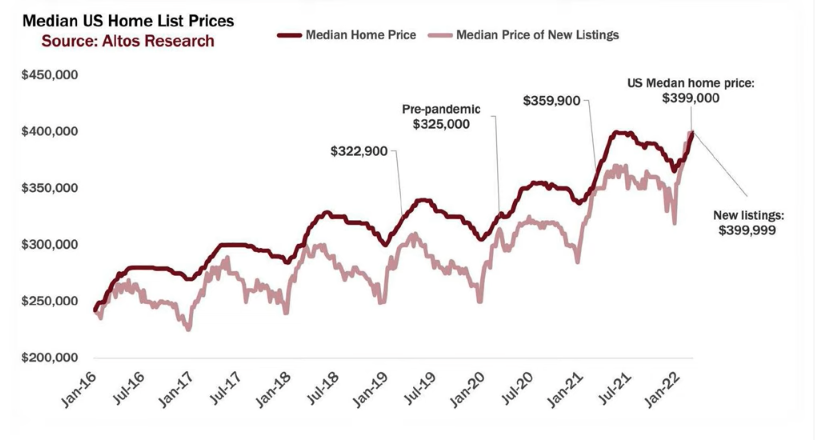 Median US Home List Prices
Source: Altos Research
Median Home Price
Median Price of New Listings
$450,000
$400,000
$350,000
$300,000
$250,000
$200,000
$322,900
Pre-pandemic
$325,000
$359,900
US Medan home price:
$399,000
New listings:
$399,999
Jan-16
Jul-16
Jan-17
Jul-17
Jan-18
Jul-18
Jan-19
Jul-19
Jan-20
Jul-20
Jan-21
Jul-21
Jan-22